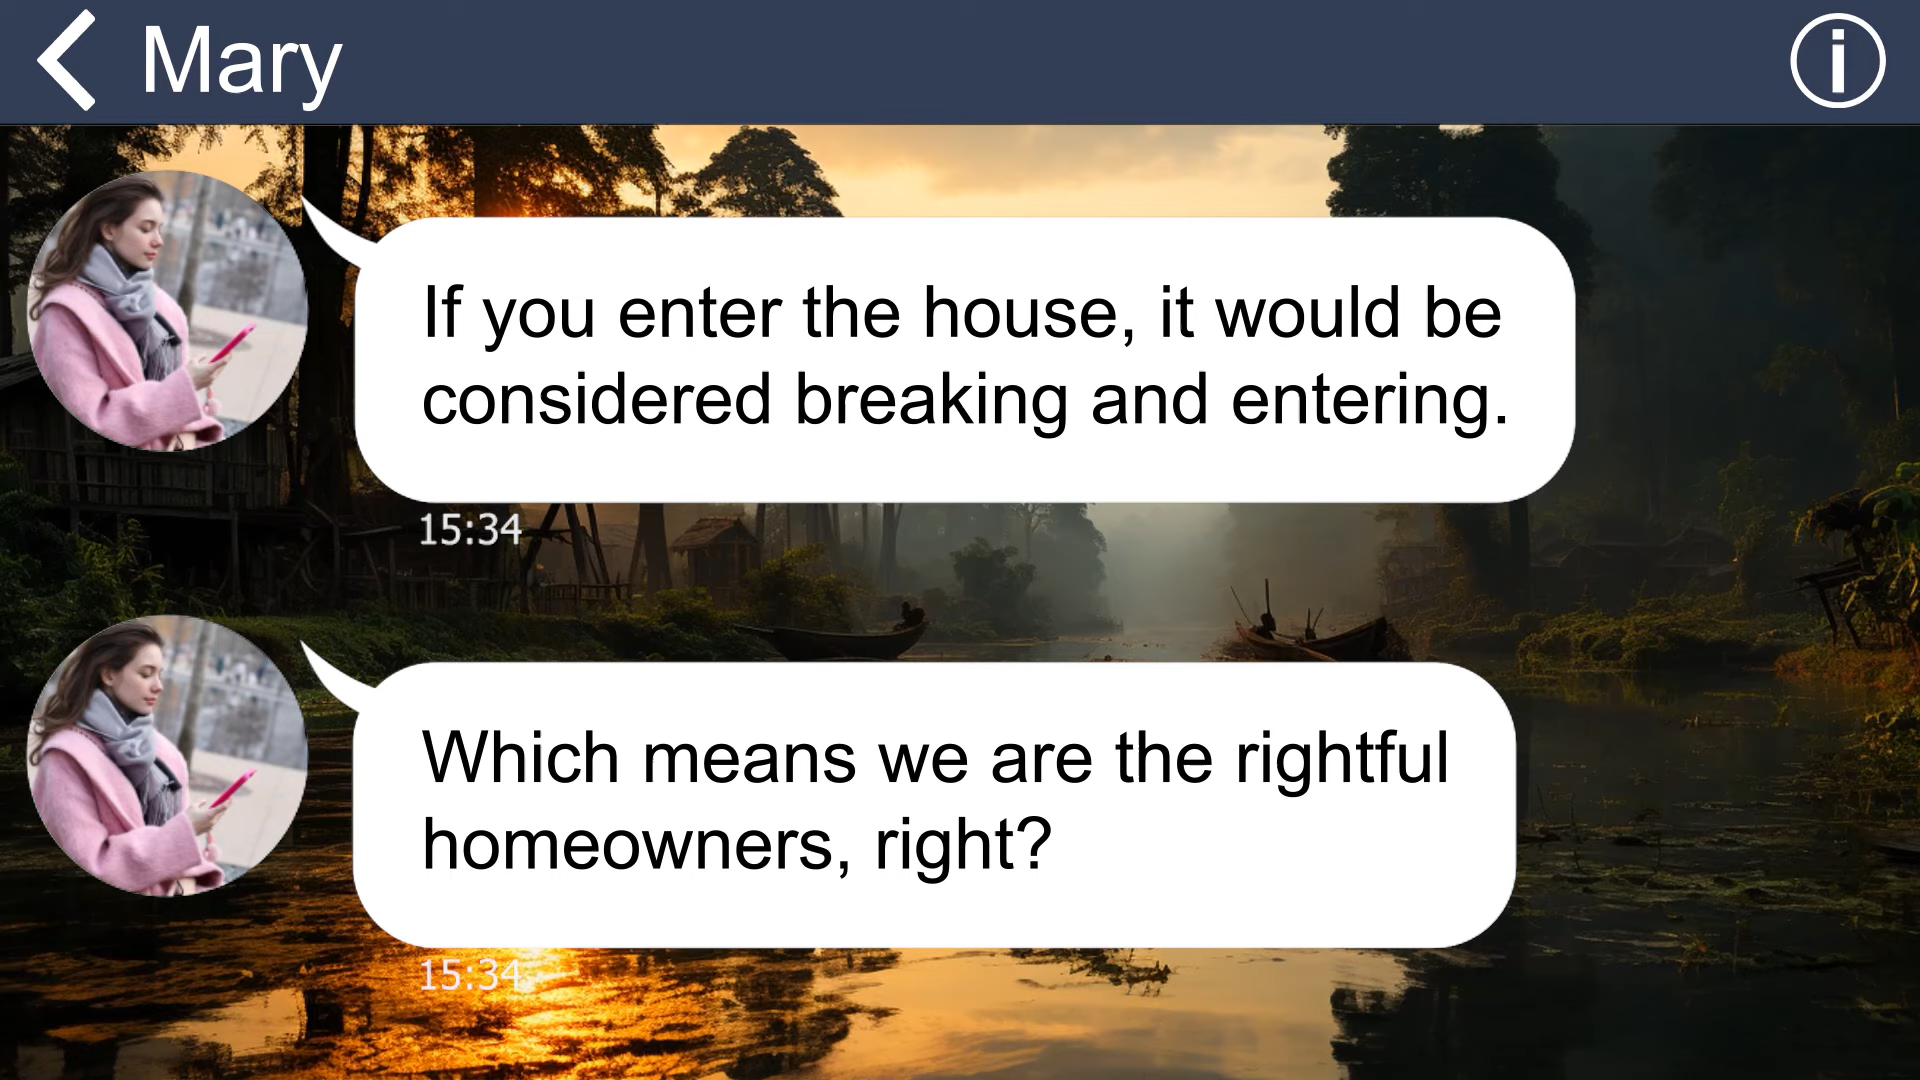 Mary
If you enter the house, it would be
considered breaking and entering.
15:34
Which means we are the rightful
homeowners, right?
15:34